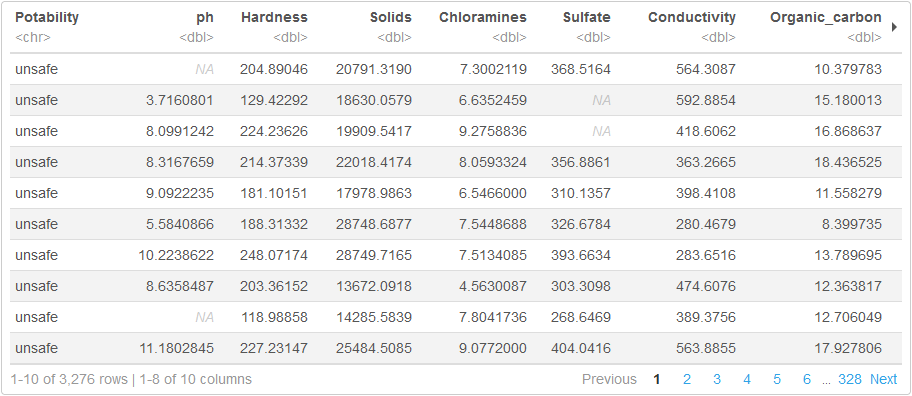 Potability ph Hardness Solids Chloramines Sulfate Conductivity Organic_carbon
<chr> <dbl> <dbl> <dbl> <dbl> <dbl> <dbl> <dbl>
unsafe NA 204.89046 20791.3190 7.3002119 368.5164 564.3087 10.379783
unsafe 3.7160801 129.42292 18630.0579 6.6352459 NA 592.8854 15.180013
unsafe 8.0991242 224.23626 19909.5417 9.2758836 NA 418.6062 16.868637
unsafe 8.3167659 214.37339 22018.4174 8.0593324 356.8861 363.2665 18.436525
unsafe 9.0922235 181.10151 17978.9863 6.5466000 310.1357 398.4108 11.558279
unsafe 5.5840866 188.31332 28748.6877 7.5448688 326.6784 280.4679 8.399735
unsafe 10.2238622 248.07174 28749.7165 7.5134085 393.6634 283.6516 13.789695
unsafe 8.6358487 203.36152 13672.0918 4.5630087 303.3098 474.6076 12.363817
unsafe NA 118.98858 14285.5839 7.8041736 268.6469 389.3756 12.706049
unsafe 11.1802845 227.23147 25484.5085 9.0772000 404.0416 563.8855 17.927806
1-10 of 3,276 rows | 1-8 of 10 columns Previous 1 2 3 4 5 6 ... 328 Next